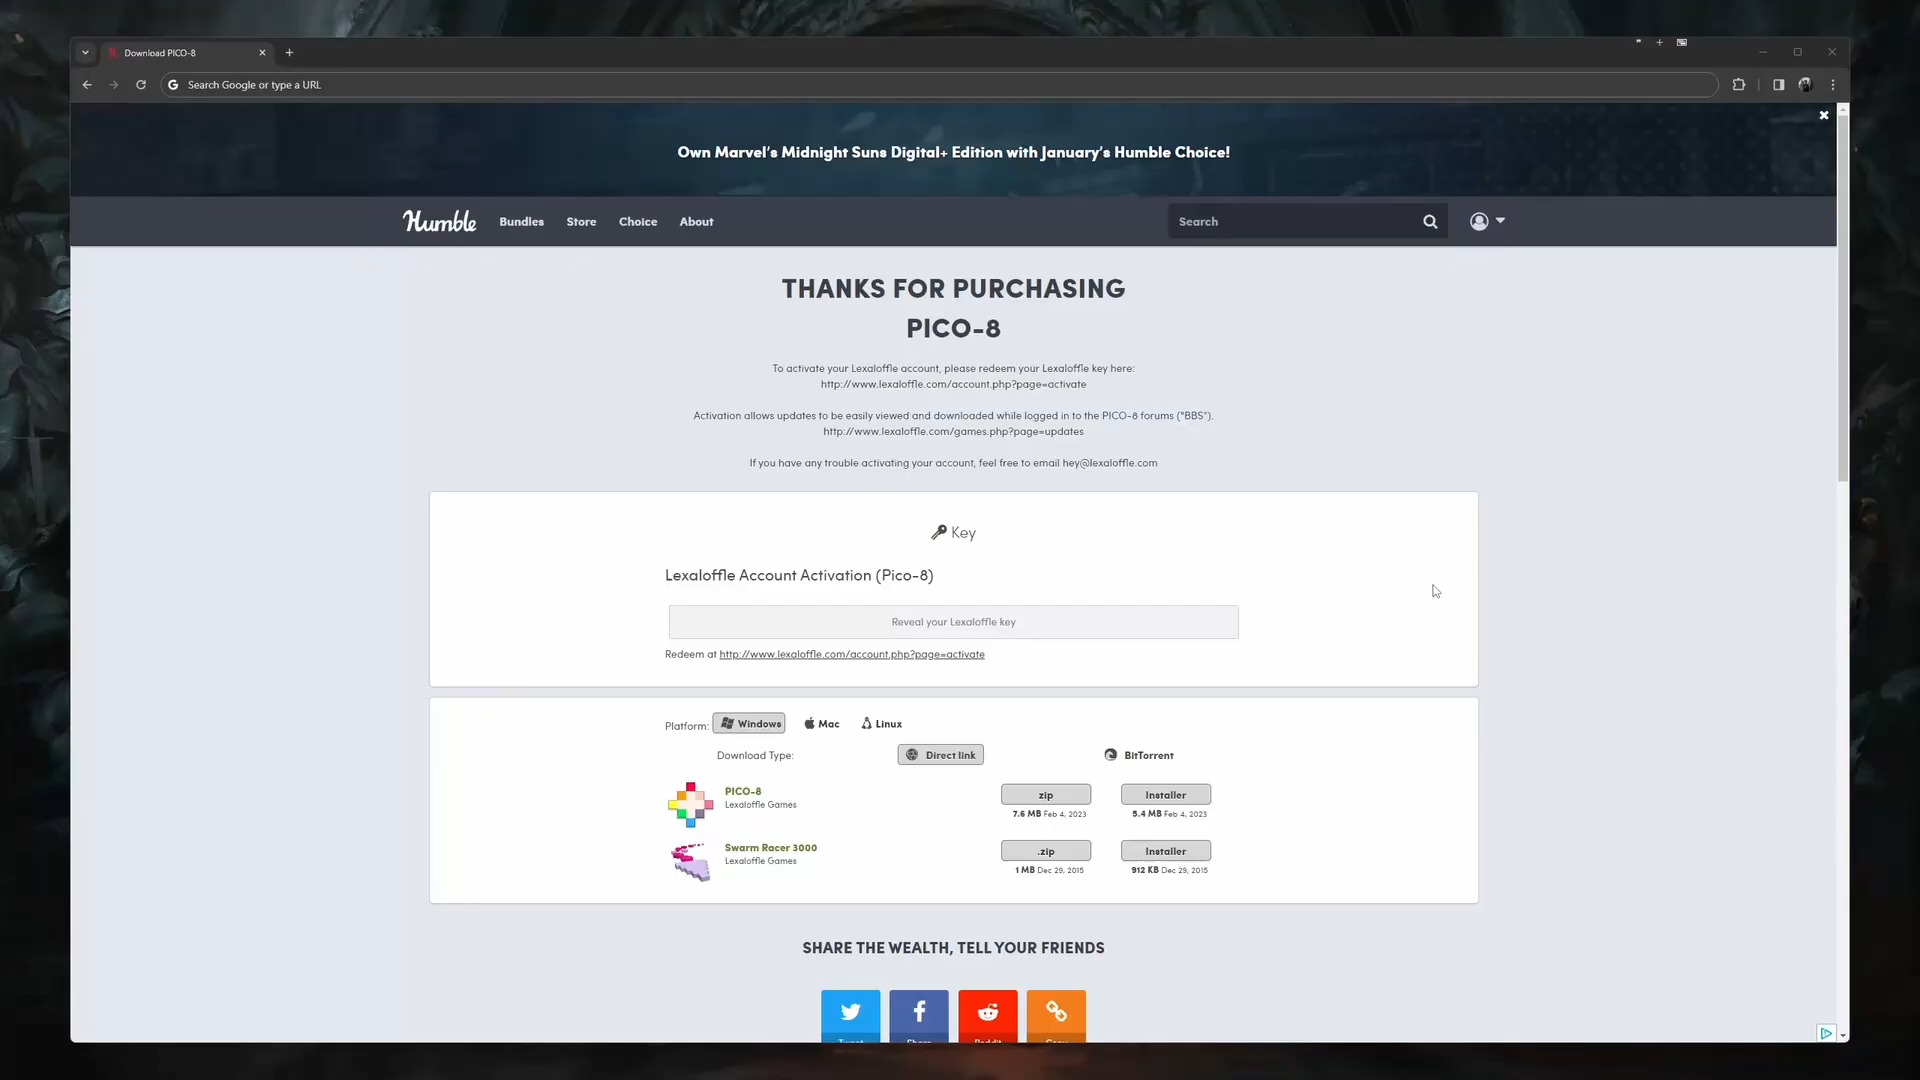 Download PICO-8
Search Google or type a URL
Own Marvel's Midnight Suns Digital+ Edition with January's Humble Choice!
Humble Bundles Store Choice About Search
THANKS FOR PURCHASING
PICO-8
To activate your Lexaloffle account, please redeem your Lexaloffle key here:
http://www.lexaloffle.com/account.php?page=activate
Activation allows updates to be easily viewed and downloaded while logged in to the PICO-8 forums ("BBS").
http://www.lexaloffle.com/games.php?page=updates
If you have any trouble activating your account, feel free to email hey@lexaloffle.com
Key
Lexaloffle Account Activation (Pico-8)
Reveal your Lexaloffle key
Redeem at http://www.lexaloffle.com/account.php?page=activate
Platform: Windows Mac Linux
Download Type: Direct link BitTorrent
PICO-8 zip Installer
Lexaloffle Games
7.6 MB Feb 4, 2023 5.4 MB Feb 4, 2023
Swarm Racer 3000 .zip Installer
Lexaloffle Games
1 MB Dec 29, 2015 912 KB Dec 29, 2015
SHARE THE WEALTH, TELL YOUR FRIENDS
Tweet Share Reddit Copy